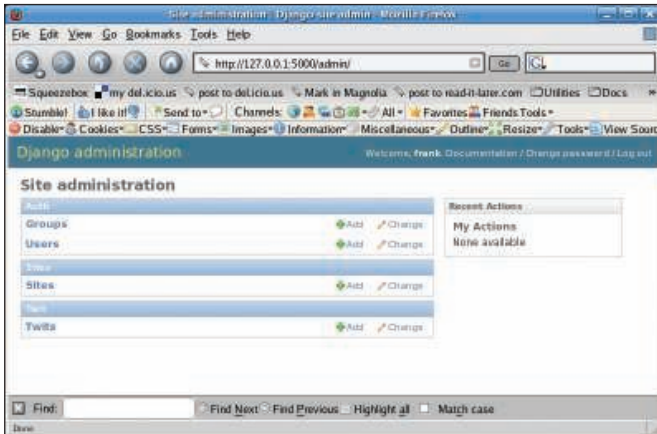 Site administration | Django site admin - Mozilla Firefox
File Edit View Go Bookmarks Tools Help
http://127.0.0.1:5000/admin/ Go
Squeezebox my del.icio.us post to del.icio.us Mark in Magnolia post to read-it-later.com Utilities Docs
Stumble! I like it! Send to Channels: All Favorites Friends Tools
Disable Cookies CSS Forms Images Information Miscellaneous Outline Resize Tools View Sourc
Django administration Welcome, frank. Documentation / Change password / Log out
Site administration
Auth
Groups Add Change
Users Add Change
Sites
Sites Add Change
Twits Add Change
Recent Actions
My Actions
None available
Find: Find Next Find Previous Highlight all Match case
Done